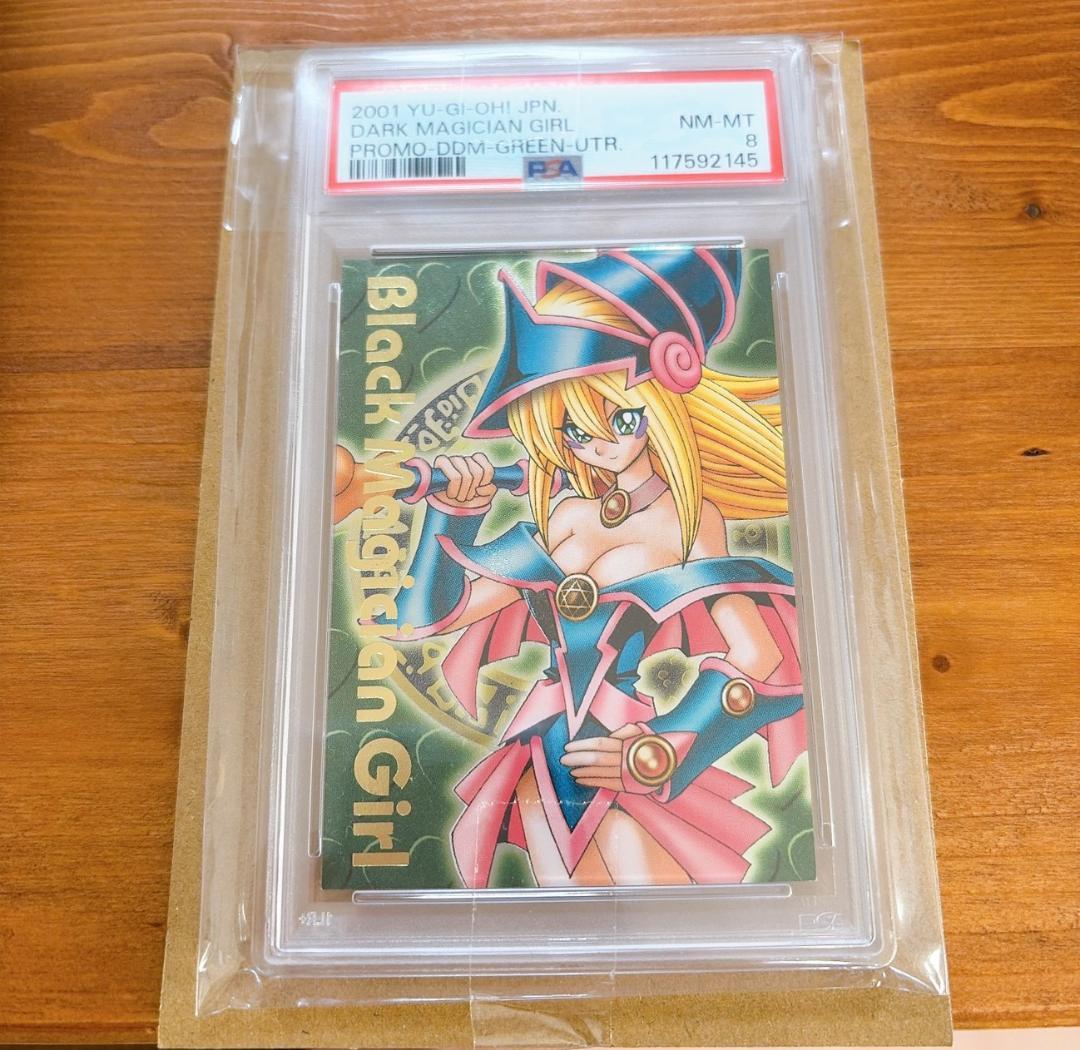 2001 YU-GI-OH! JPN.
DARK MAGICIAN GIRL
NM-MT
PROMO-DDM-GREEN-UTR.
8
PSA
117592145
Black Magician Girl
PSA